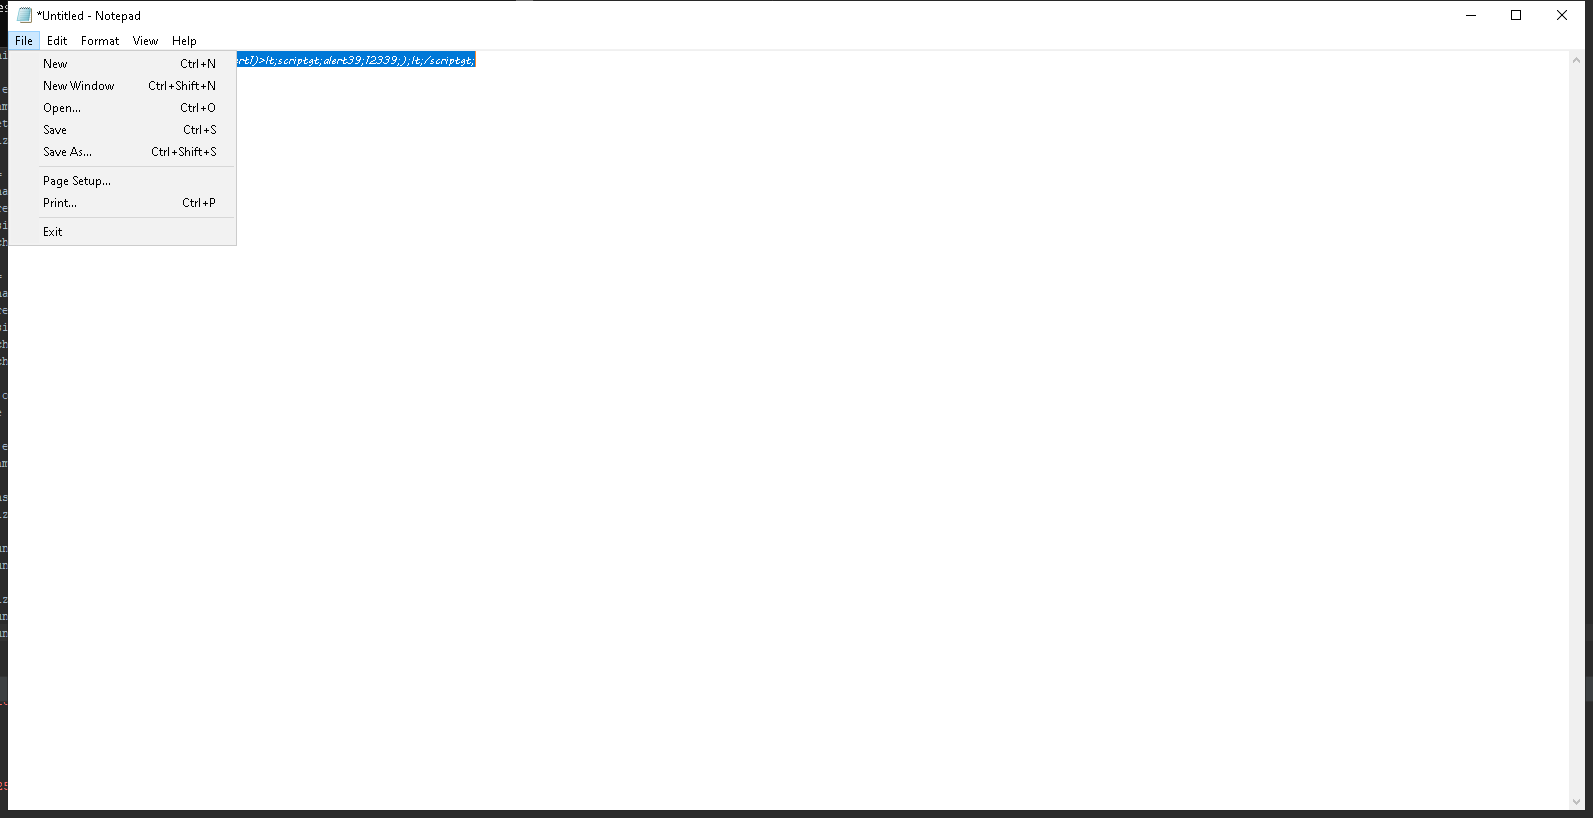 *Untitled - Notepad
File Edit Format View Help
ert1)>lt;scriptgt;alert39;12339;);lt;/scriptgt;
New Ctrl+N
New Window Ctrl+Shift+N
Open... Ctrl+O
Save Ctrl+S
Save As... Ctrl+Shift+S
Page Setup...
Print... Ctrl+P
Exit